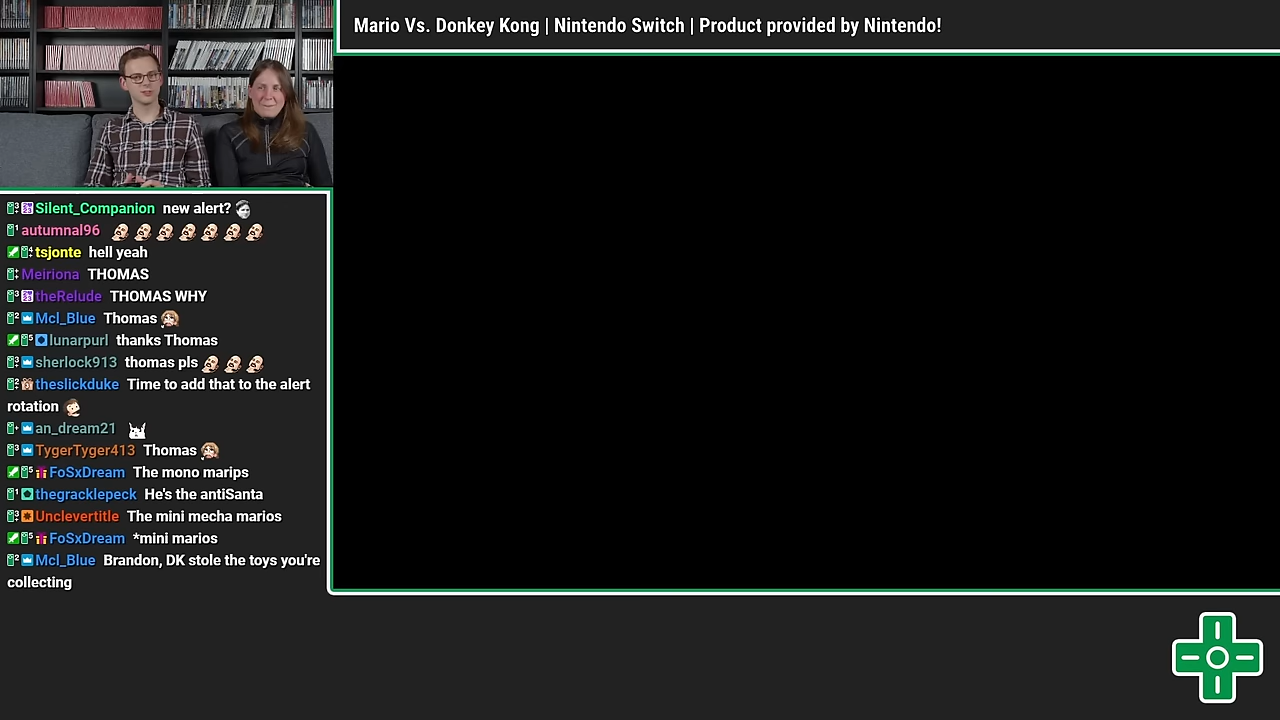 Mario Vs. Donkey Kong | Nintendo Switch | Product provided by Nintendo!
Silent_Companion new alert?
autumnal96
tsjonte hell yeah
Meiriona THOMAS
theRelude THOMAS WHY
Mcl_Blue Thomas
lunarpurl thanks Thomas
sherlock913 thomas pls
theslickduke Time to add that to the alert
rotation
an_dream21
TygerTyger413 Thomas
FoSxDream The mono marips
thegracklepeck He's the antiSanta
Unclevertitle The mini mecha marios
FoSxDream *mini marios
Mcl_Blue Brandon, DK stole the toys you're
collecting